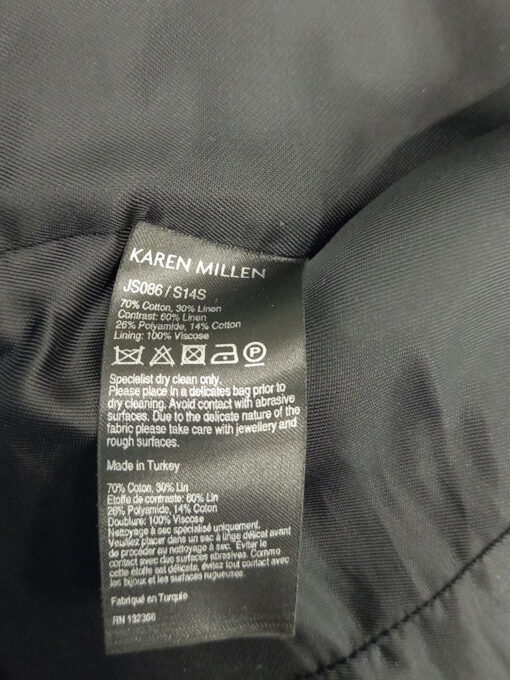 KAREN MILLEN
JS086 / S14S
70% Cotton, 30% Linen
Contrast: 60% Linen
26% Polyamide, 14% Cotton
Lining: 100% Viscose
P
Specielist dry clean only.
Please place in a delicates bag prior to
dry cleaning. Avoid contact with abrasive
surfaces. Due to the delicate nature of the
fabric please take care with jewellery and
rough surfaces.
Made in Turkey
70% Coton, 30% Lin
Etoffe de contraste: 60% Lin
26% Polyamide, 14% Coton
Doublure: 100% Viscose
Nettoyage à sec spécialisé uniquement.
Veuillez placer dans un sac à linge délicat avant
de procéder au nettoyage à sec. Eviter le
contact avec des surfaces abrasives. Comme
cette étoffe est délicate, évitez tout contact avec
les bijoux et les surfaces rugueuses.
Fabriqué en Turquie
RN 132366